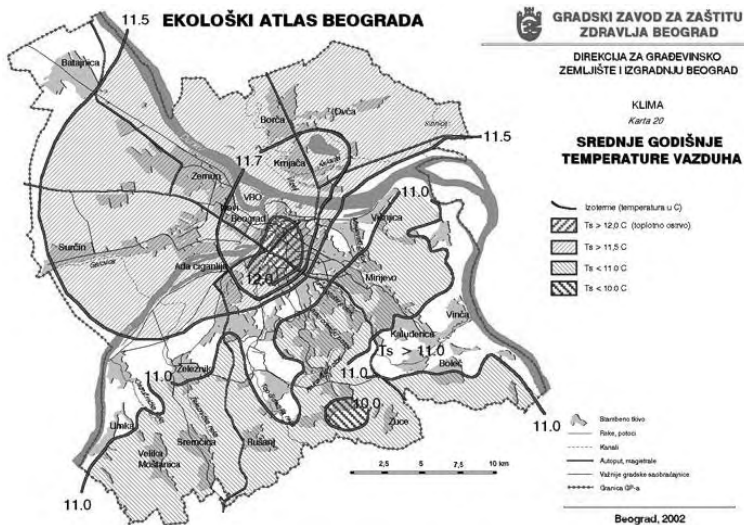 EKOLOŠKI ATLAS BEOGRADA
GRADSKI ZAVOD ZA ZAŠTITU
ZDRAVLJA BEOGRAD
DIREKCIJA ZA GRAĐEVINSKO
ZEMLJIŠTE I IZGRADNJU BEOGRAD
KLIMA
Karta 20
SREDNJE GODIŠNJE
TEMPERATURE VAZDUHA
Izoterme (temperatura u C)
Ts > 12,0 C (toplotno ostrvo)
Ts > 11,5 C
Ts < 11.0 C
Ts < 10.0 C
11.5
Batajnica
Borča
Ovča
Krnjača
11.5
11.7
Zemun
VRO
Novi
Beograd
11.0
Višnjica
Surčin
Ada ciganlija
12.0
Mirijevo
Vinča
Kaluđerica
Ts > 11.0
Boleč
Železnik
11.0
11.0
10.0
Zuce
11.0
Umka
Velika
Moštanica
Sremčica
Rušanj
11.0
2,5
5
7,5
10 km
Stambeno tkivo
Reke, potoci
Kanali
Autoput, magistrale
Važnije gradske saobraćajnice
Granica GP-a
Beograd, 2002